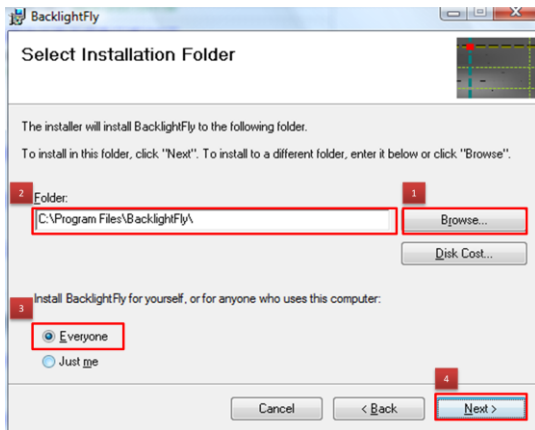 BacklightFly
Select Installation Folder
The installer will install BacklightFly to the following folder.
To install in this folder, click "Next". To install to a different folder, enter it below or click "Browse".
2
Folder:
1
C:\Program Files\BacklightFly\
Browse...
Disk Cost...
3
Install BacklightFly for yourself, or for anyone who uses this computer:
Everyone
Just me
4
Cancel
< Back
Next >